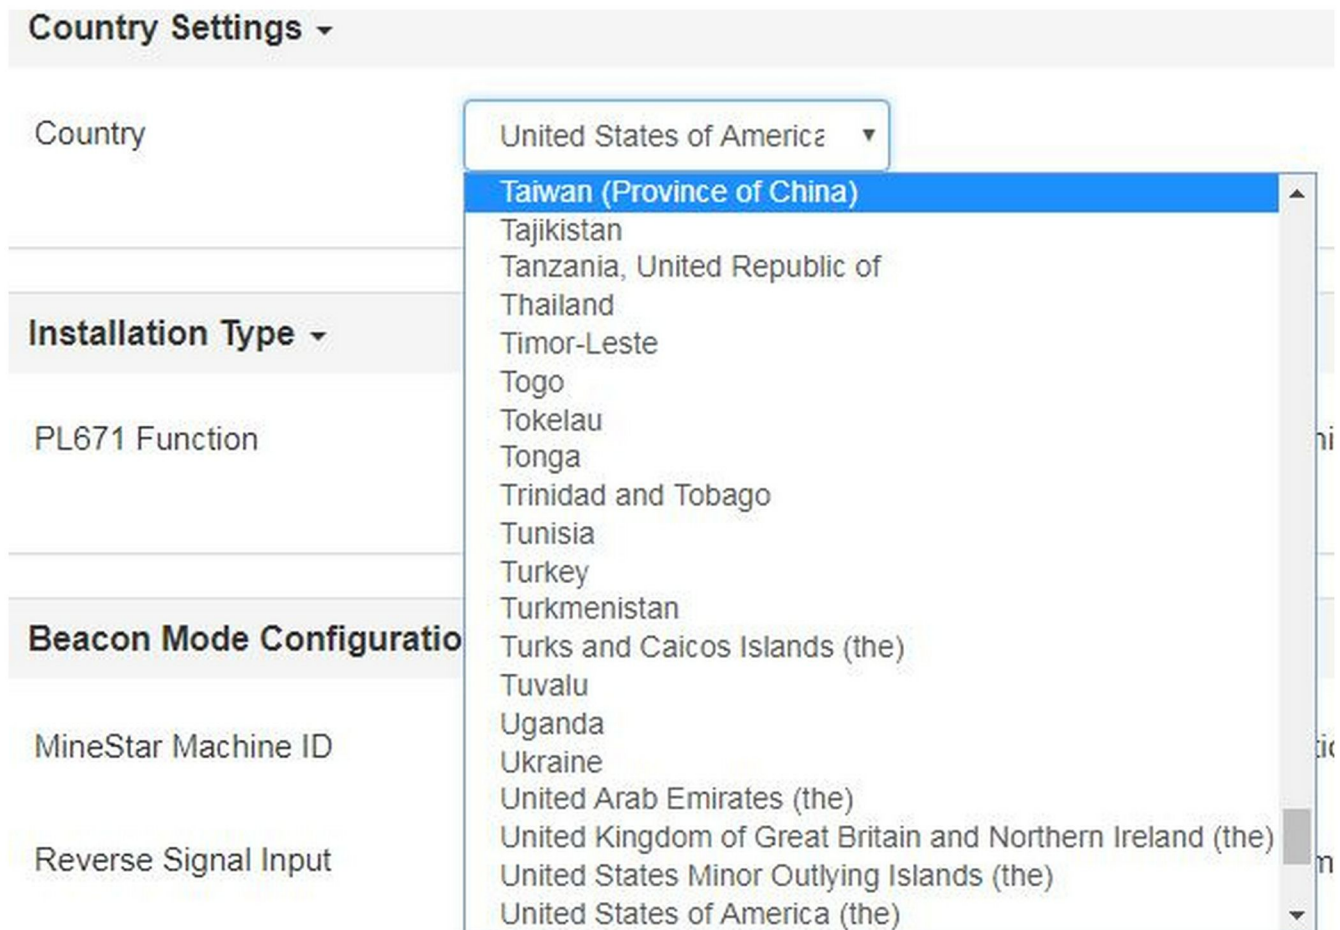 Country Settings
Country
United States of America
Taiwan (Province of China)
Tajikistan
Tanzania, United Republic of
Thailand
Timor-Leste
Togo
Tokelau
Tonga
Trinidad and Tobago
Tunisia
Turkey
Turkmenistan
Turks and Caicos Islands (the)
Tuvalu
Uganda
Ukraine
United Arab Emirates (the)
United Kingdom of Great Britain and Northern Ireland (the)
United States Minor Outlying Islands (the)
United States of America (the)
Installation Type
PL671 Function
Beacon Mode Configuratio
MineStar Machine ID
Reverse Signal Input